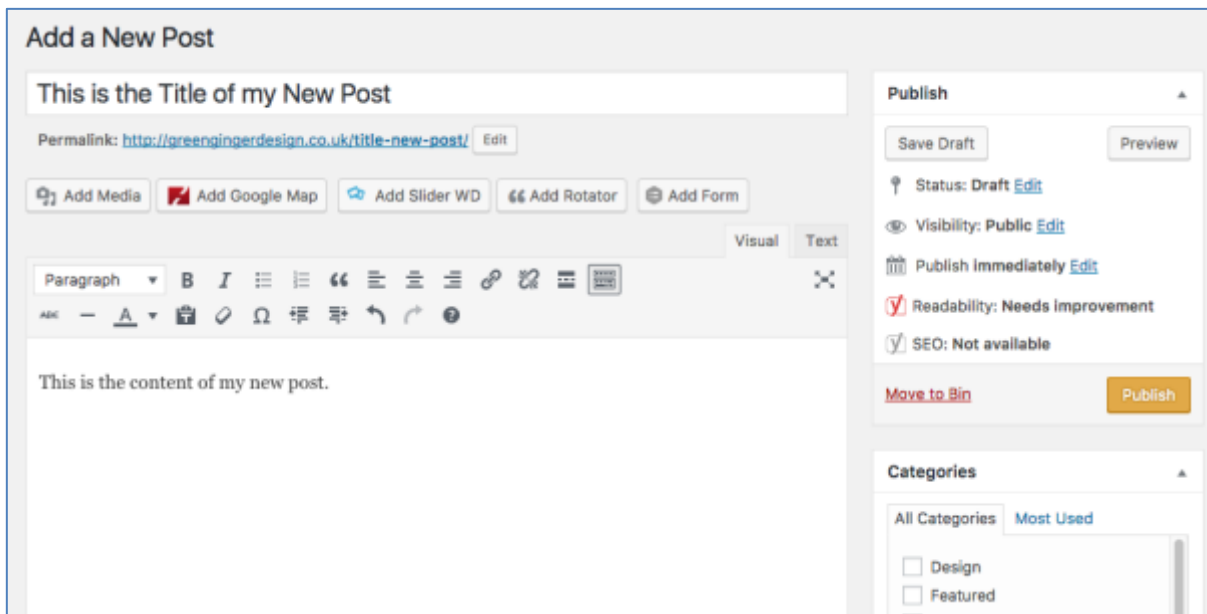 Add a New Post
This is the Title of my New Post
Permalink: http://greengingerdesign.co.uk/title-new-post/ Edit
Add Media Add Google Map Add Slider WD Add Rotator Add Form
Visual Text
Paragraph B I
ABC A Ω
This is the content of my new post.
Publish
Save Draft Preview
Status: Draft Edit
Visibility: Public Edit
Publish immediately Edit
Readability: Needs improvement
SEO: Not available
Move to Bin Publish
Categories
All Categories Most Used
Design
Featured